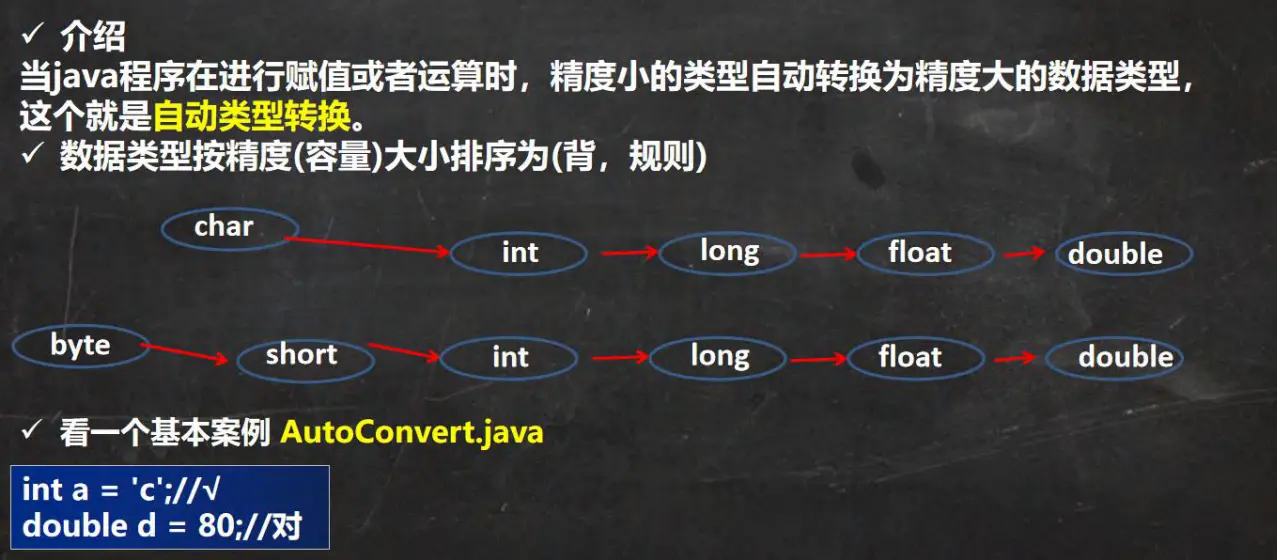 ✓ 介绍
当java程序在进行赋值或者运算时，精度小的类型自动转换为精度大的数据类型，
这个就是自动类型转换。
✓ 数据类型按精度(容量)大小排序为(背，规则)
char int long float double
byte short int long float double
✓ 看一个基本案例 AutoConvert.java
int a = 'c';//√
double d = 80;//对